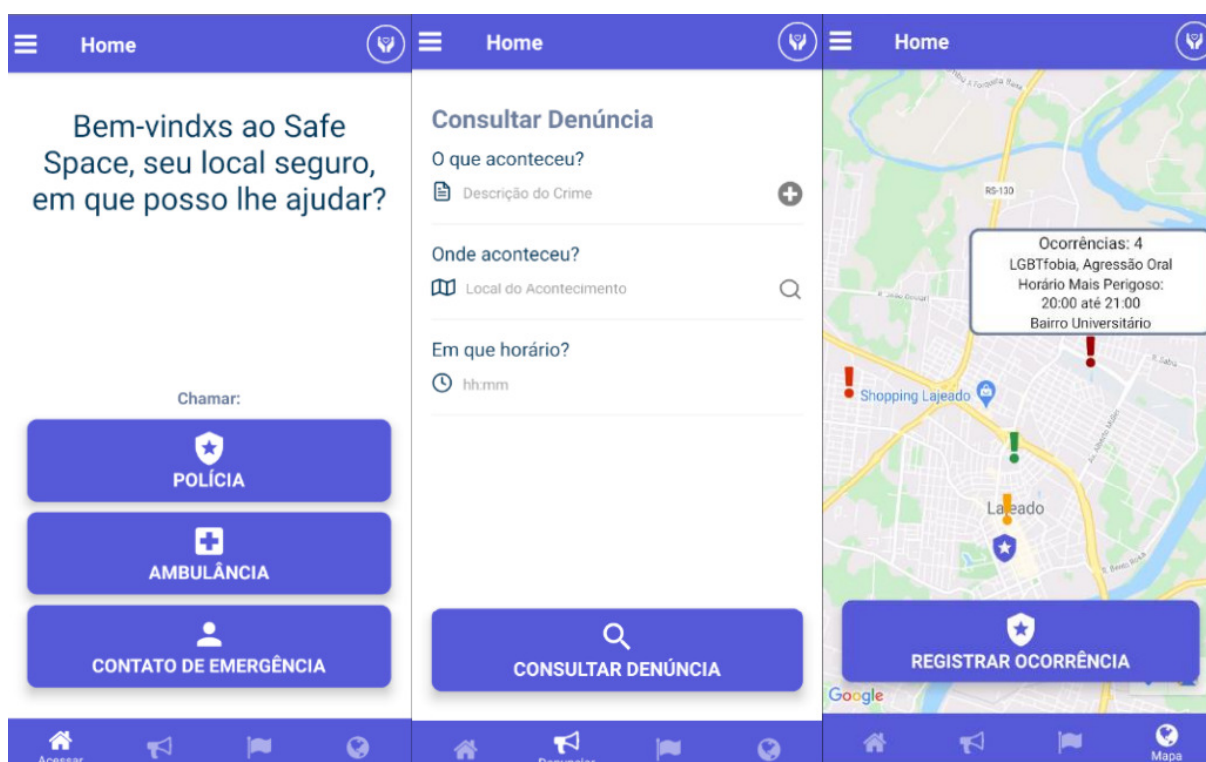 Home
Bem-vindxs ao Safe
Space, seu local seguro,
em que posso lhe ajudar?
Chamar:
POLÍCIA
AMBULÂNCIA
CONTATO DE EMERGÊNCIA
Acessar
Home
Consultar Denúncia
O que aconteceu?
Descrição do Crime
Onde aconteceu?
Local do Acontecimento
Em que horário?
hh:mm
CONSULTAR DENÚNCIA
Denunciar
Home
RS-130
Ocorrências: 4
LGBTfobia, Agressão Oral
Horário Mais Perigoso:
20:00 até 21:00
Bairro Universitário
Shopping Lajeado
Lajeado
REGISTRAR OCORRÊNCIA
Google
Mapa